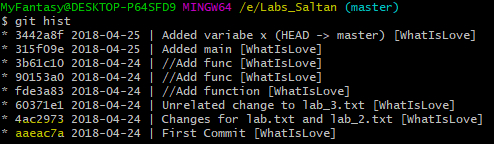 MyFantasy@DESKTOP-P64SFD9 MINGW64 /e/Labs_Saltan (master)
$ git hist
* 3442a8f 2018-04-25 | Added variabe x (HEAD -> master) [WhatIsLove]
* 315f09e 2018-04-25 | Added main [WhatIsLove]
* 3b61c10 2018-04-24 | //Add func [WhatIsLove]
* 90153a0 2018-04-24 | //Add func [WhatIsLove]
* fde3a83 2018-04-24 | //Add function [WhatIsLove]
* 60371e1 2018-04-24 | Unrelated change to lab_3.txt [WhatIsLove]
* 4ac2973 2018-04-24 | Changes for lab.txt and lab_2.txt [WhatIsLove]
* aaeac7a 2018-04-24 | First Commit [WhatIsLove]